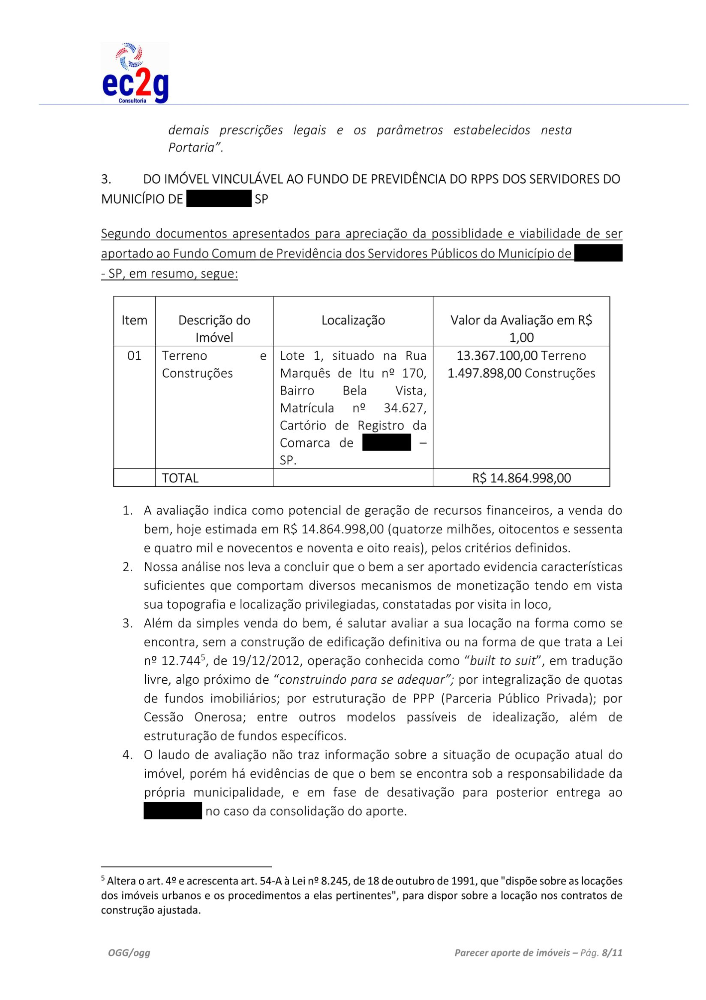 ec2g
Consultoria
demais prescrições legais e os parâmetros estabelecidos nesta
Portaria”.
3. DO IMÓVEL VINCULÁVEL AO FUNDO DE PREVIDÊNCIA DO RPPS DOS SERVIDORES DO
MUNICÍPIO DE SP
Segundo documentos apresentados para apreciação da possiblidade e viabilidade de ser
aportado ao Fundo Comum de Previdência dos Servidores Públicos do Município de
- SP, em resumo, segue:
Item Descrição do Localização Valor da Avaliação em R$
Imóvel 1,00
01 Terreno e Lote 1, situado na Rua 13.367.100,00 Terreno
Construções Marquês de Itu nº 170, 1.497.898,00 Construções
Bairro Bela Vista,
Matrícula nº 34.627,
Cartório de Registro da
Comarca de –
SP.
TOTAL R$ 14.864.998,00
1. A avaliação indica como potencial de geração de recursos financeiros, a venda do
bem, hoje estimada em R$ 14.864.998,00 (quatorze milhões, oitocentos e sessenta
e quatro mil e novecentos e noventa e oito reais), pelos critérios definidos.
2. Nossa análise nos leva a concluir que o bem a ser aportado evidencia características
suficientes que comportam diversos mecanismos de monetização tendo em vista
sua topografia e localização privilegiadas, constatadas por visita in loco,
3. Além da simples venda do bem, é salutar avaliar a sua locação na forma como se
encontra, sem a construção de edificação definitiva ou na forma de que trata a Lei
nº 12.744⁵, de 19/12/2012, operação conhecida como “built to suit”, em tradução
livre, algo próximo de “construindo para se adequar”; por integralização de quotas
de fundos imobiliários; por estruturação de PPP (Parceria Público Privada); por
Cessão Onerosa; entre outros modelos passíveis de idealização, além de
estruturação de fundos específicos.
4. O laudo de avaliação não traz informação sobre a situação de ocupação atual do
imóvel, porém há evidências de que o bem se encontra sob a responsabilidade da
própria municipalidade, e em fase de desativação para posterior entrega ao
no caso da consolidação do aporte.
⁵ Altera o art. 4º e acrescenta art. 54-A à Lei nº 8.245, de 18 de outubro de 1991, que "dispõe sobre as locações
dos imóveis urbanos e os procedimentos a elas pertinentes", para dispor sobre a locação nos contratos de
construção ajustada.
OGG/ogg Parecer aporte de imóveis – Pág. 8/11